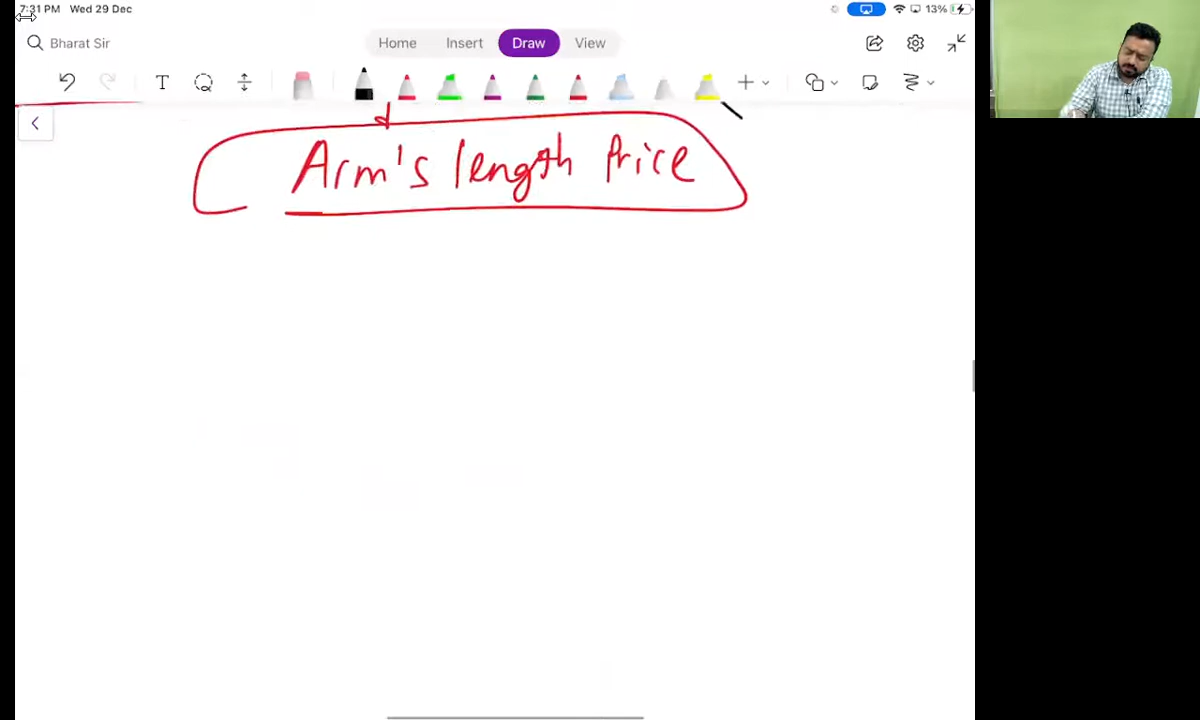 7:31 PM Wed 29 Dec
13%
Bharat Sir
Home Insert Draw View
T
Arm's length Price